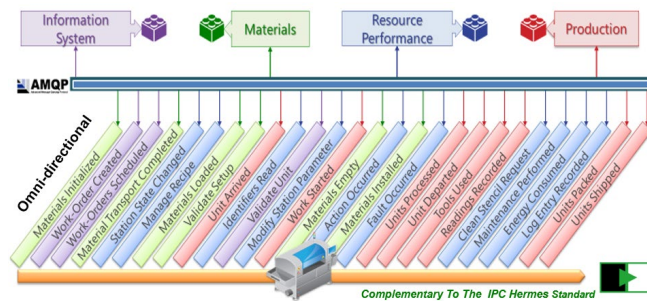 Information
System
Materials
Resource
Performance
Production
AMQP
Omni-directional
Materials Initialized
Work-Order Created
Work-Orders Scheduled
Material Transport Completed
Station State Changed
Manage Recipe
Materials Loaded
Validate Setup
Unit Arrived
Identifiers Read
Validate Unit
Modify Station Parameter
Work Started
Materials Empty
Action Occurred
Materials Installed
Fault Occurred
Units Processed
Unit Departed
Tools Used
Readings Recorded
Clean Stencil Request
Maintenance Performed
Energy Consumed
Log Entry Recorded
Units Packed
Units Shipped
Complementary To The IPC Hermes Standard